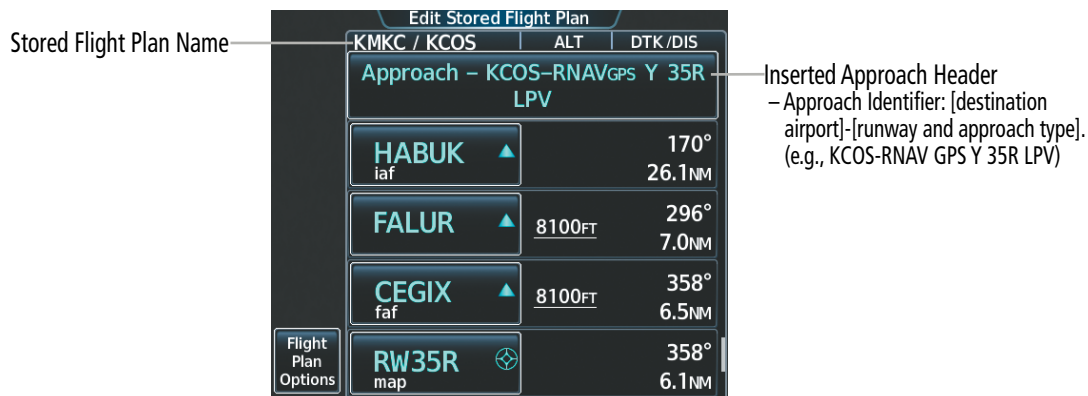 Edit Stored Flight Plan
Stored Flight Plan Name
KMKC / KCOS ALT DTK/DIS
Approach – KCOS–RNAVGPS Y 35R
LPV
Inserted Approach Header
– Approach Identifier: [destination
airport]-[runway and approach type].
(e.g., KCOS-RNAV GPS Y 35R LPV)
HABUK 170°
iaf 26.1NM
FALUR 8100FT 296°
7.0NM
CEGIX 8100FT 358°
faf 6.5NM
Flight
Plan
Options
RW35R 358°
map 6.1NM